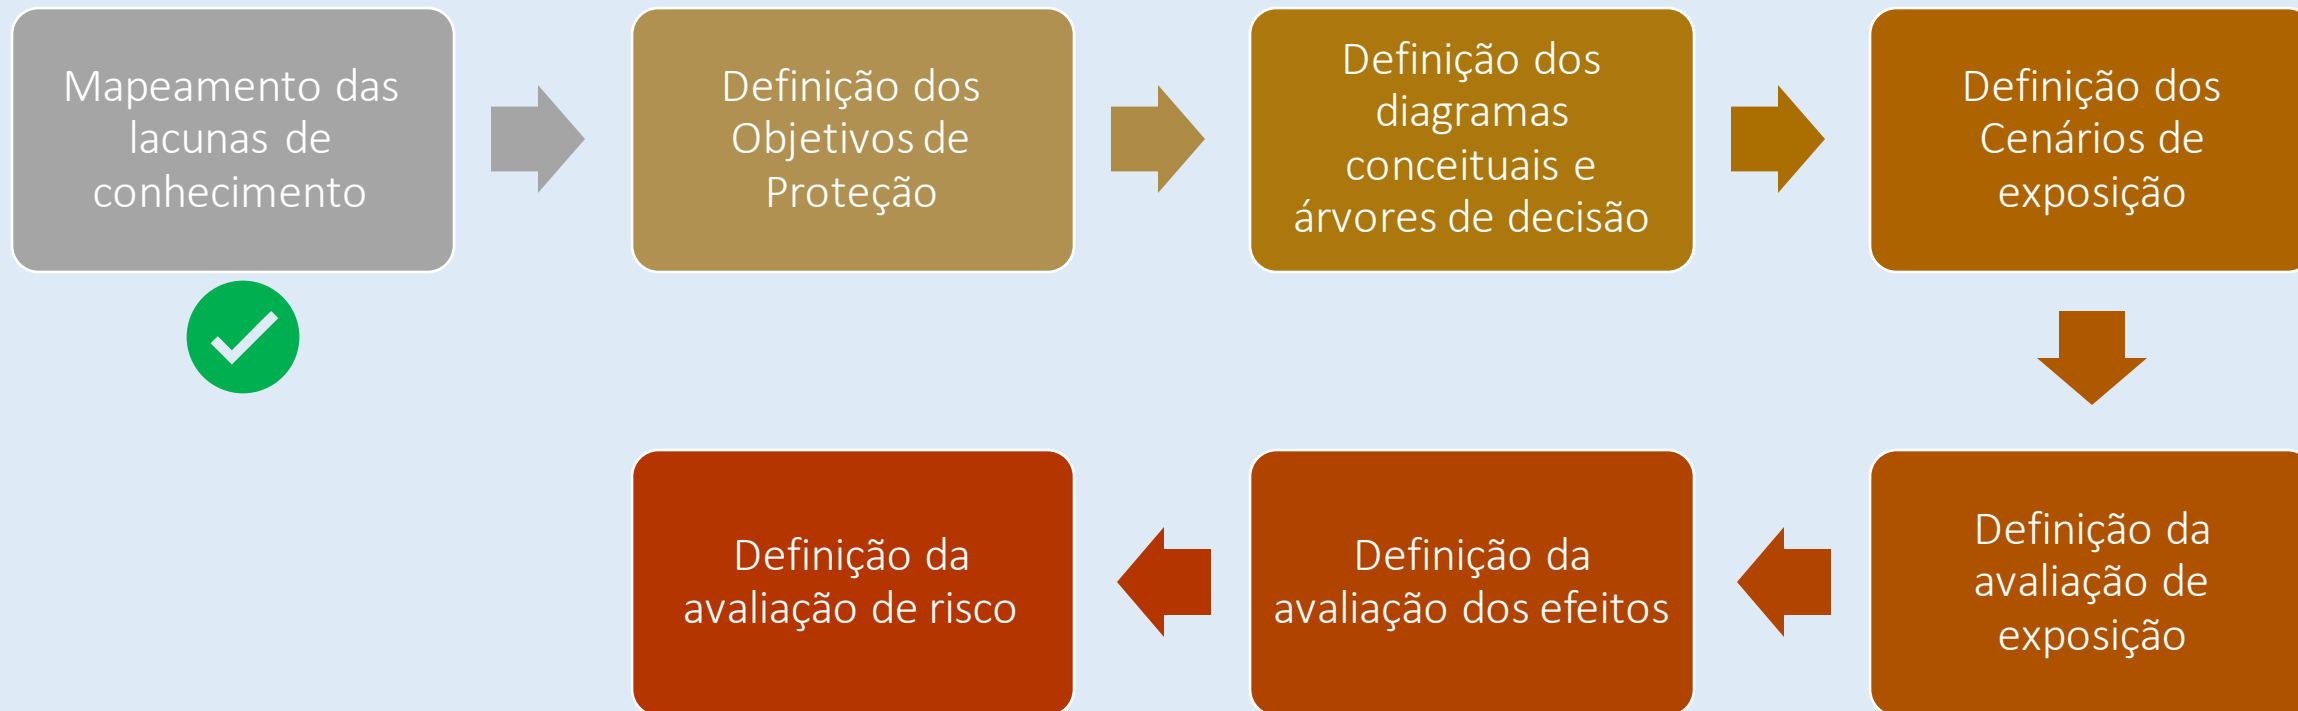 Mapeamento das
lacunas de
conhecimento
Definição dos
Objetivos de
Proteção
Definição dos
diagramas
conceituais e
árvores de decisão
Definição dos
Cenários de
exposição
Definição da
avaliação de
exposição
Definição da
avaliação dos efeitos
Definição da
avaliação de risco